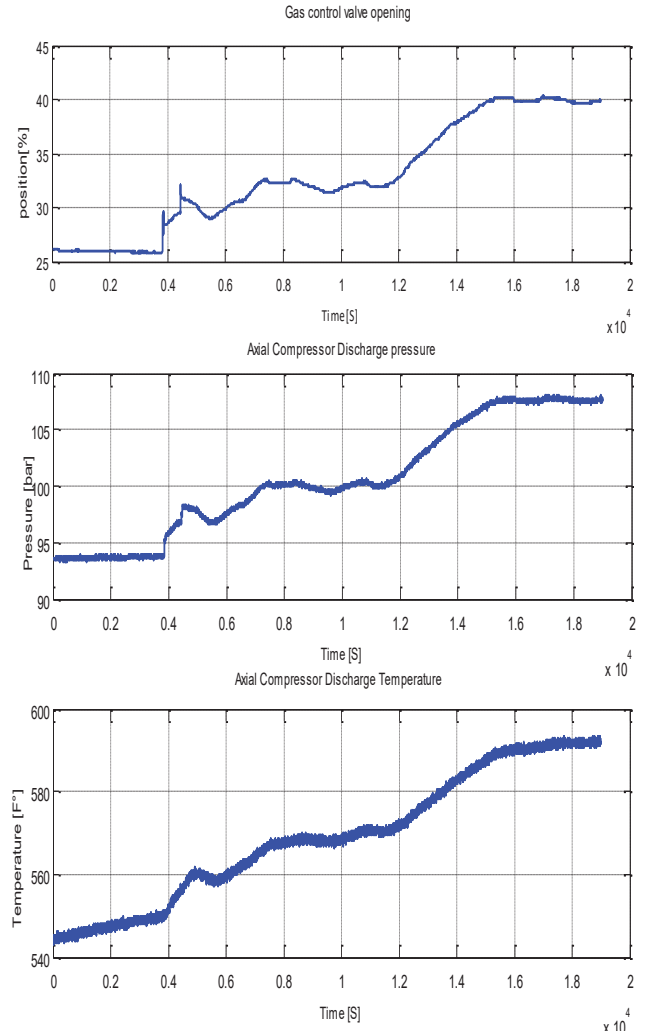 Gas control valve opening
45
40
35
30
25
position[%]
0 0.2 0.4 0.6 0.8 1 1.2 1.4 1.6 1.8 2
Time[S]
x10^4
Axial Compressor Discharge pressure
110
105
100
95
90
Pressure [bar]
0 0.2 0.4 0.6 0.8 1 1.2 1.4 1.6 1.8 2
Time [S]
x 10^4
Axial Compressor Discharge Temperature
600
580
560
540
Temperature [F°]
0 0.2 0.4 0.6 0.8 1 1.2 1.4 1.6 1.8 2
Time [S]
x 10^4